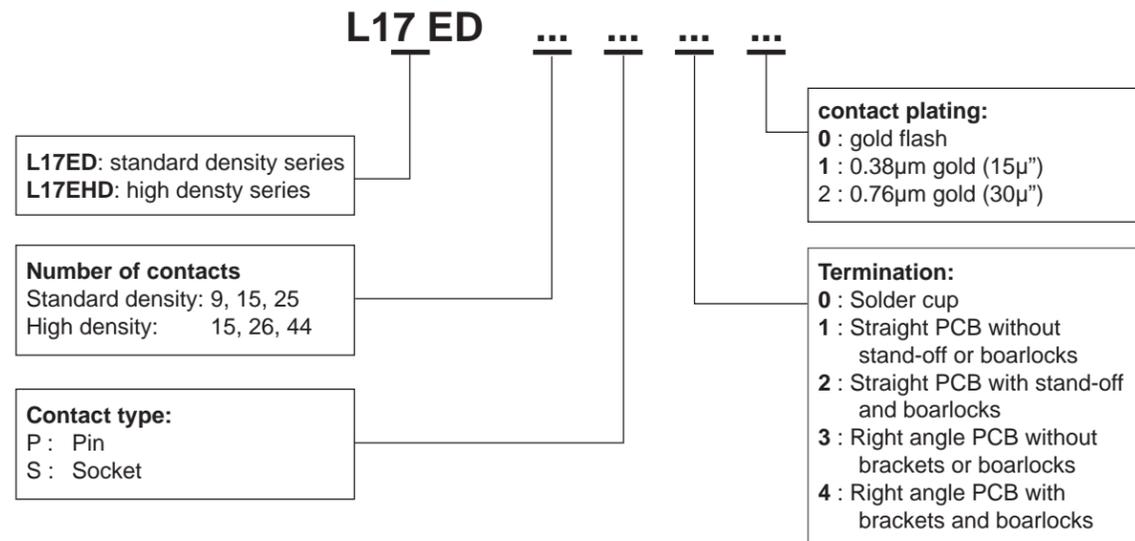 L17 ED ... ... ... ...
L17ED: standard density series
L17EHD: high densty series
Number of contacts
Standard density: 9, 15, 25
High density: 15, 26, 44
Contact type:
P : Pin
S : Socket
contact plating:
0 : gold flash
1 : 0.38µm gold (15µ”)
2 : 0.76µm gold (30µ”)
Termination:
0 : Solder cup
1 : Straight PCB without
stand-off or boarlocks
2 : Straight PCB with stand-off
and boarlocks
3 : Right angle PCB without
brackets or boarlocks
4 : Right angle PCB with
brackets and boarlocks